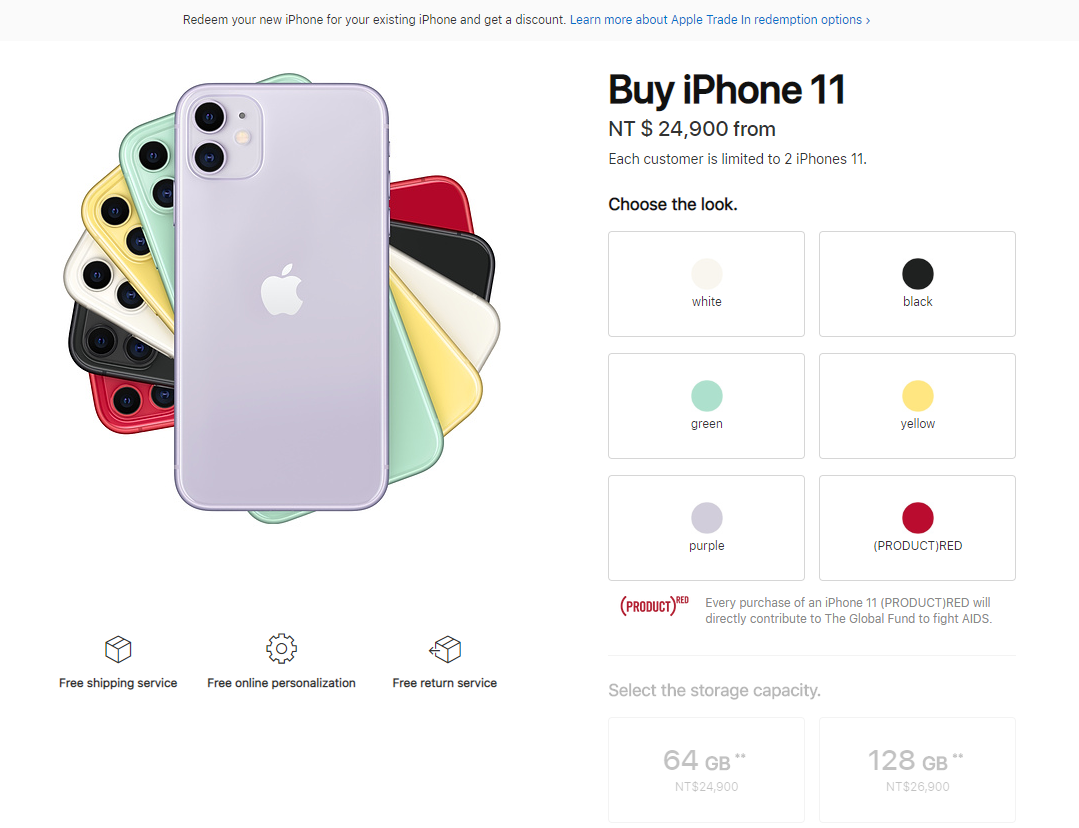 Redeem your new iPhone for your existing iPhone and get a discount. Learn more about Apple Trade In redemption options ›
Buy iPhone 11
NT $ 24,900 from
Each customer is limited to 2 iPhones 11.
Choose the look.
white
black
green
yellow
purple
(PRODUCT)RED
(PRODUCT)RED
Every purchase of an iPhone 11 (PRODUCT)RED will
directly contribute to The Global Fund to fight AIDS.
Free shipping service
Free online personalization
Free return service
Select the storage capacity.
64 GB **
NT$24,900
128 GB **
NT$26,900